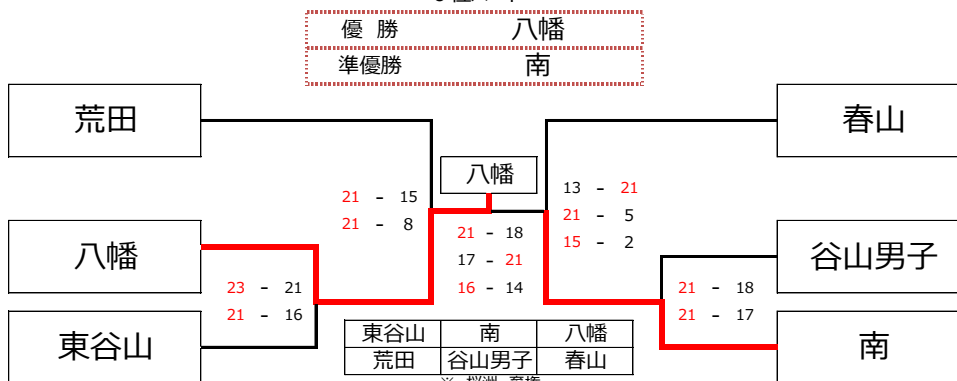 優 勝 八幡
準優勝 南
荒田 春山
八幡
21 - 15 13 - 21
21 - 8 21 - 5
15 - 2
21 - 18
17 - 21
16 - 14
八幡 谷山男子
23 - 21 21 - 18
21 - 16 21 - 17
東谷山 南
東谷山 南 八幡
荒田 谷山男子 春山